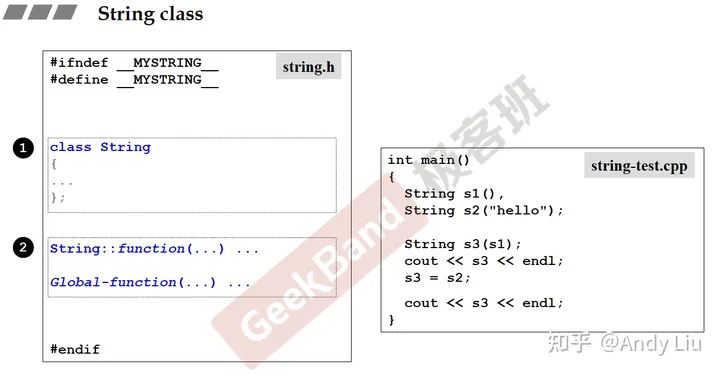 String class
string.h
#ifndef __MYSTRING__
#define __MYSTRING__
1
class String
{
...
};
2
String::function(...) ...
Global-function(...) ...
#endif
string-test.cpp
int main()
{
String s1(),
String s2("hello");
String s3(s1);
cout << s3 << endl;
s3 = s2;
cout << s3 << endl;
}
GeekBand 极客班
知乎 @Andy Liu